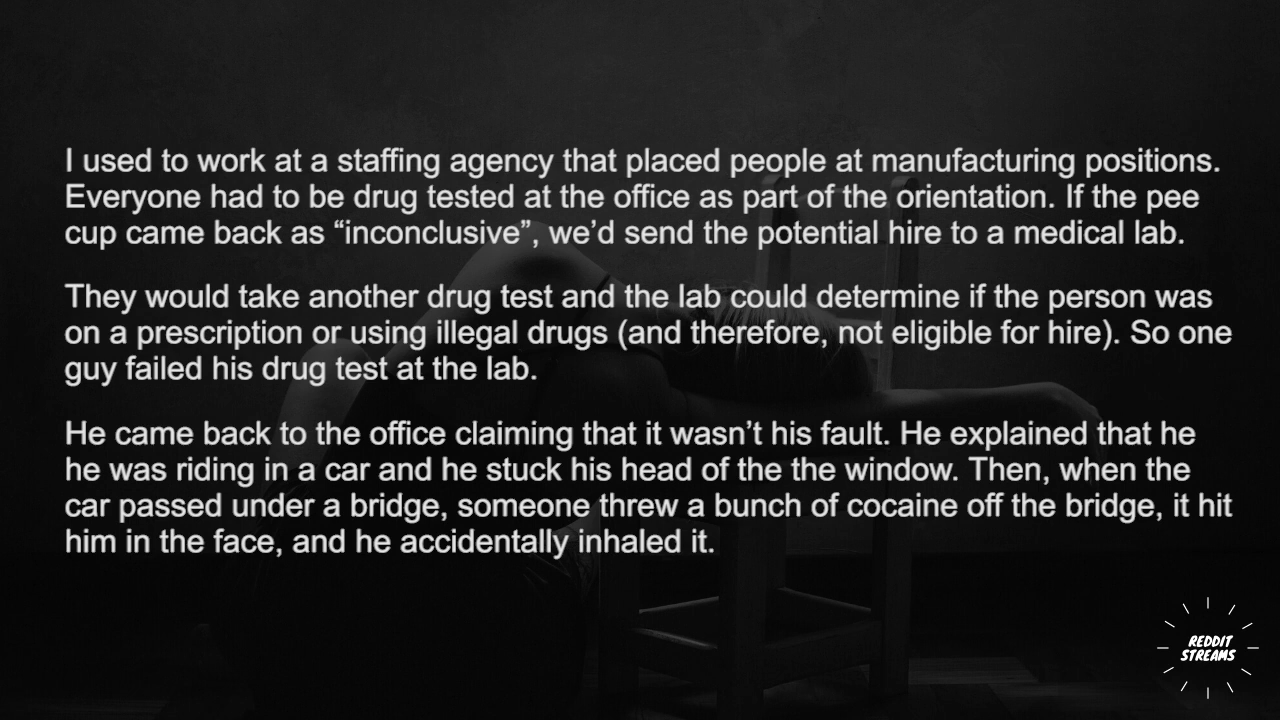 I used to work at a staffing agency that placed people at manufacturing positions.
Everyone had to be drug tested at the office as part of the orientation. If the pee
cup came back as “inconclusive”, we’d send the potential hire to a medical lab.
They would take another drug test and the lab could determine if the person was
on a prescription or using illegal drugs (and therefore, not eligible for hire). So one
guy failed his drug test at the lab.
He came back to the office claiming that it wasn’t his fault. He explained that he
he was riding in a car and he stuck his head of the the window. Then, when the
car passed under a bridge, someone threw a bunch of cocaine off the bridge, it hit
him in the face, and he accidentally inhaled it.
REDDIT
STREAMS